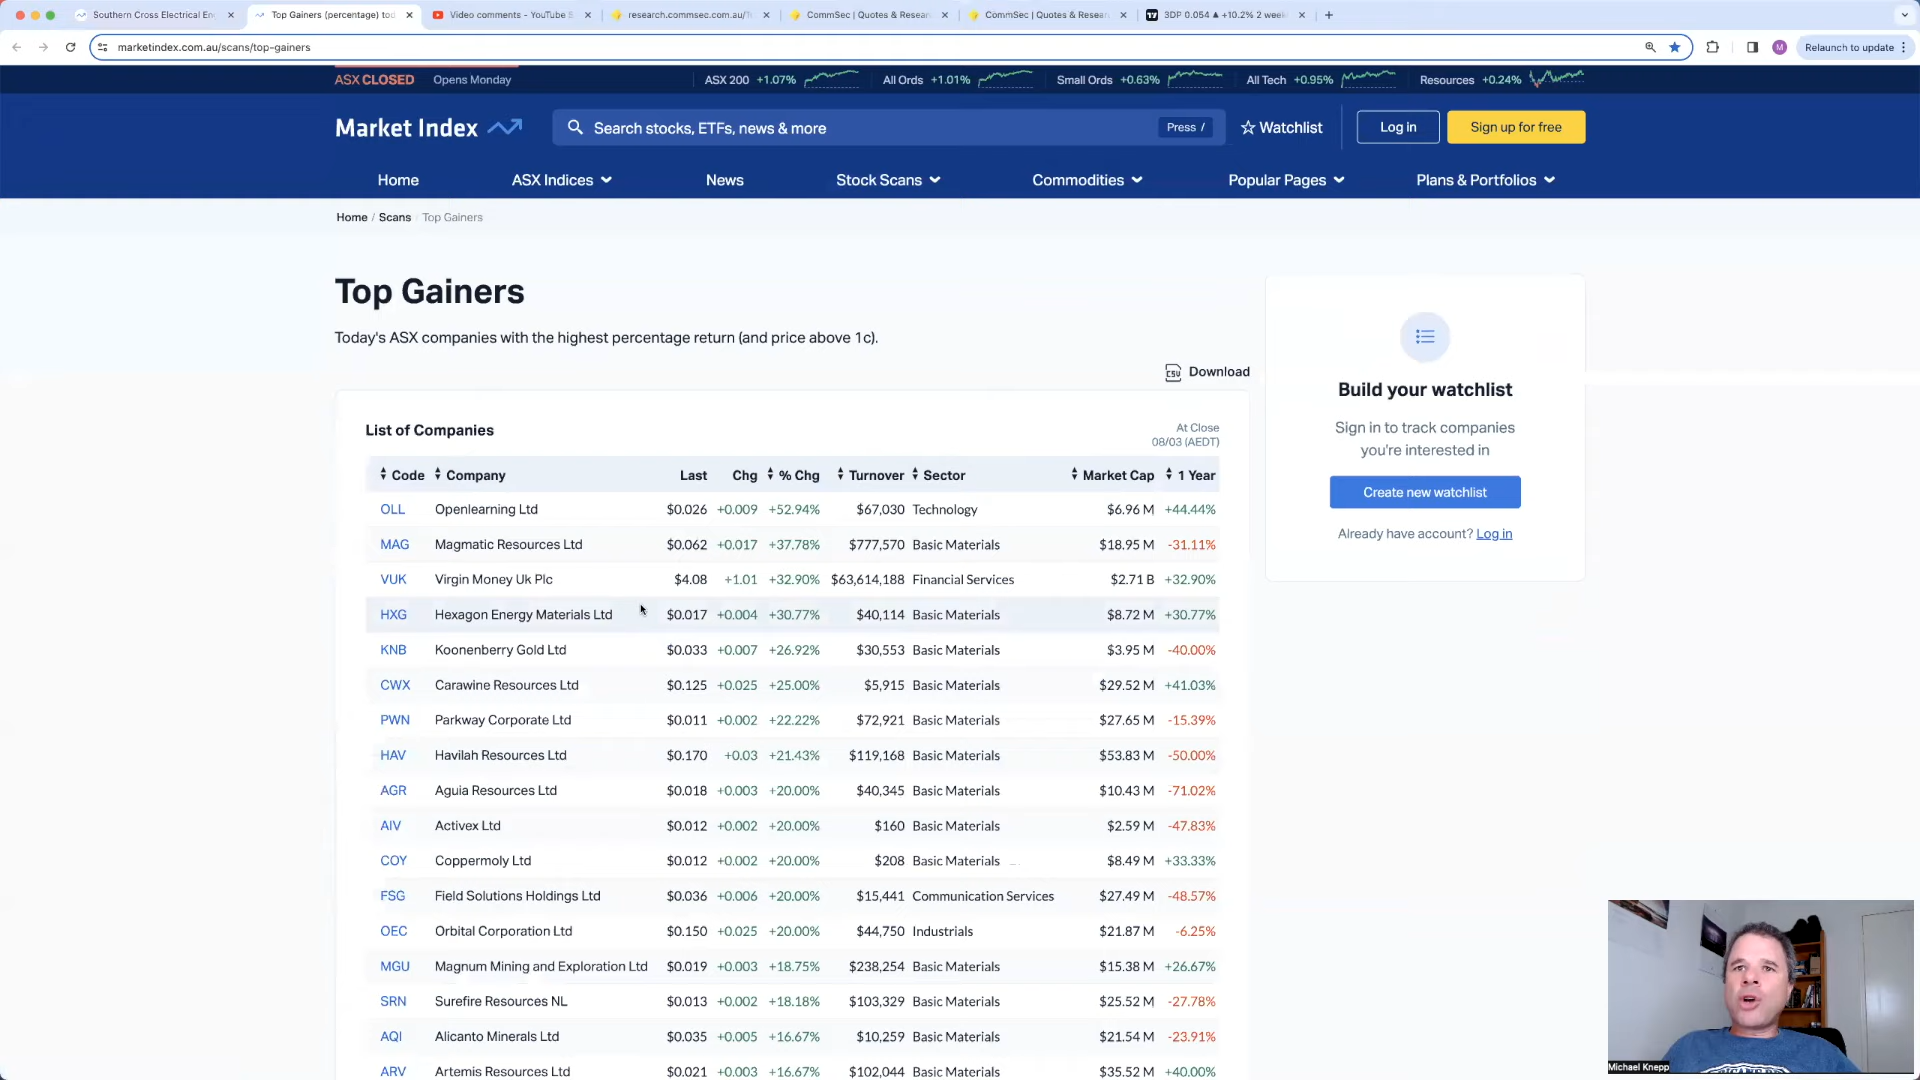 Southern Cross Electrical En
Top Gainers (percentage) to
Video comments - YouTube S
research.commsec.com.au/T
CommSec | Quotes & Resear
CommSec | Quotes & Resear
3DP 0.054 ▲ +10.2% 2 week
marketindex.com.au/scans/top-gainers
M
Relaunch to update
ASX CLOSED Opens Monday
ASX 200 +1.07%
All Ords +1.01%
Small Ords +0.63%
All Tech +0.95%
Resources +0.24%
Market Index
Search stocks, ETFs, news & more
Press /
Watchlist
Log in
Sign up for free
Home
ASX Indices
News
Stock Scans
Commodities
Popular Pages
Plans & Portfolios
Home / Scans / Top Gainers
Top Gainers
Today's ASX companies with the highest percentage return (and price above 1c).
CSV Download
List of Companies
At Close
08/03 (AEDT)
Code Company Last Chg % Chg Turnover Sector Market Cap 1 Year
OLL Openlearning Ltd $0.026 +0.009 +52.94% $67,030 Technology $6.96 M +44.44%
MAG Magmatic Resources Ltd $0.062 +0.017 +37.78% $777,570 Basic Materials $18.95 M -31.11%
VUK Virgin Money Uk Plc $4.08 +1.01 +32.90% $63,614,188 Financial Services $2.71 B +32.90%
HXG Hexagon Energy Materials Ltd $0.017 +0.004 +30.77% $40,114 Basic Materials $8.72 M +30.77%
KNB Koonenberry Gold Ltd $0.033 +0.007 +26.92% $30,553 Basic Materials $3.95 M -40.00%
CWX Carawine Resources Ltd $0.125 +0.025 +25.00% $5,915 Basic Materials $29.52 M +41.03%
PWN Parkway Corporate Ltd $0.011 +0.002 +22.22% $72,921 Basic Materials $27.65 M -15.39%
HAV Havilah Resources Ltd $0.170 +0.03 +21.43% $119,168 Basic Materials $53.83 M -50.00%
AGR Aguia Resources Ltd $0.018 +0.003 +20.00% $40,345 Basic Materials $10.43 M -71.02%
AIV Activex Ltd $0.012 +0.002 +20.00% $160 Basic Materials $2.59 M -47.83%
COY Coppermoly Ltd $0.012 +0.002 +20.00% $208 Basic Materials $8.49 M +33.33%
FSG Field Solutions Holdings Ltd $0.036 +0.006 +20.00% $15,441 Communication Services $27.49 M -48.57%
OEC Orbital Corporation Ltd $0.150 +0.025 +20.00% $44,750 Industrials $21.87 M -6.25%
MGU Magnum Mining and Exploration Ltd $0.019 +0.003 +18.75% $238,254 Basic Materials $15.38 M +26.67%
SRN Surefire Resources NL $0.013 +0.002 +18.18% $103,329 Basic Materials $25.52 M -27.78%
AQI Alicanto Minerals Ltd $0.035 +0.005 +16.67% $10,259 Basic Materials $21.54 M -23.91%
ARV Artemis Resources Ltd $0.021 +0.003 +16.67% $102,044 Basic Materials $35.52 M +40.00%
Build your watchlist
Sign in to track companies
you're interested in
Create new watchlist
Already have account? Log in
Michael Knepp